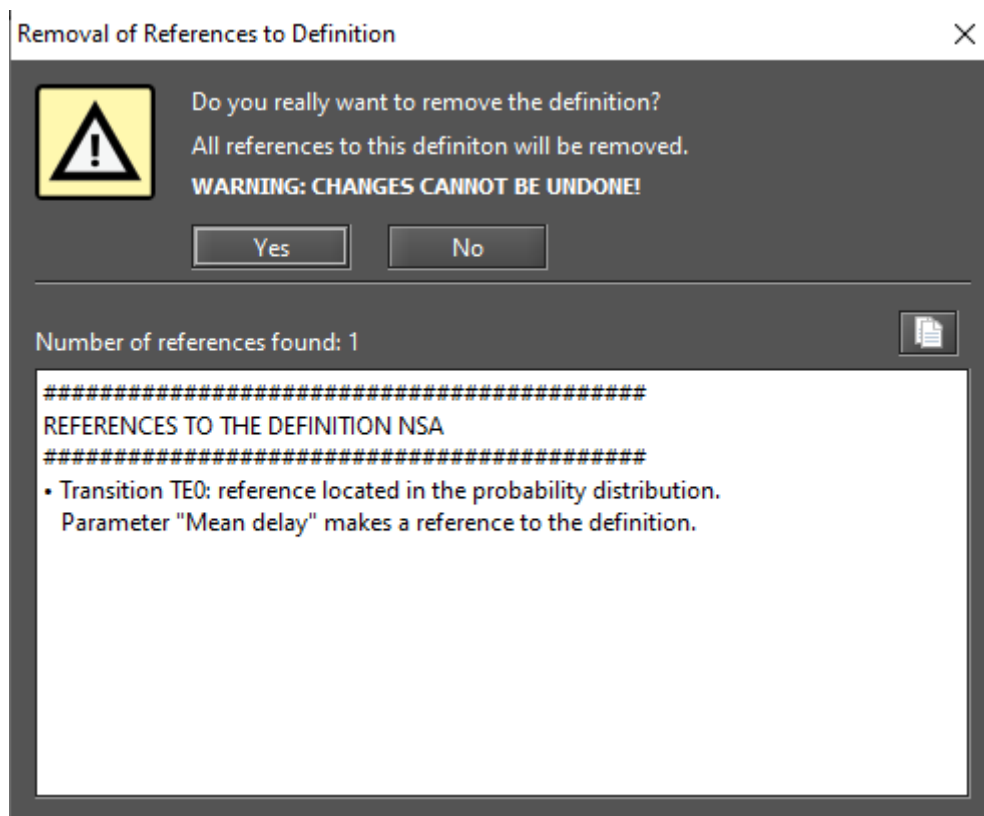 Removal of References to Definition
Do you really want to remove the definition?
All references to this definiton will be removed.
WARNING: CHANGES CANNOT BE UNDONE!
Yes No
Number of references found: 1
###########################################
REFERENCES TO THE DEFINITION NSA
###########################################
• Transition TE0: reference located in the probability distribution.
Parameter "Mean delay" makes a reference to the definition.